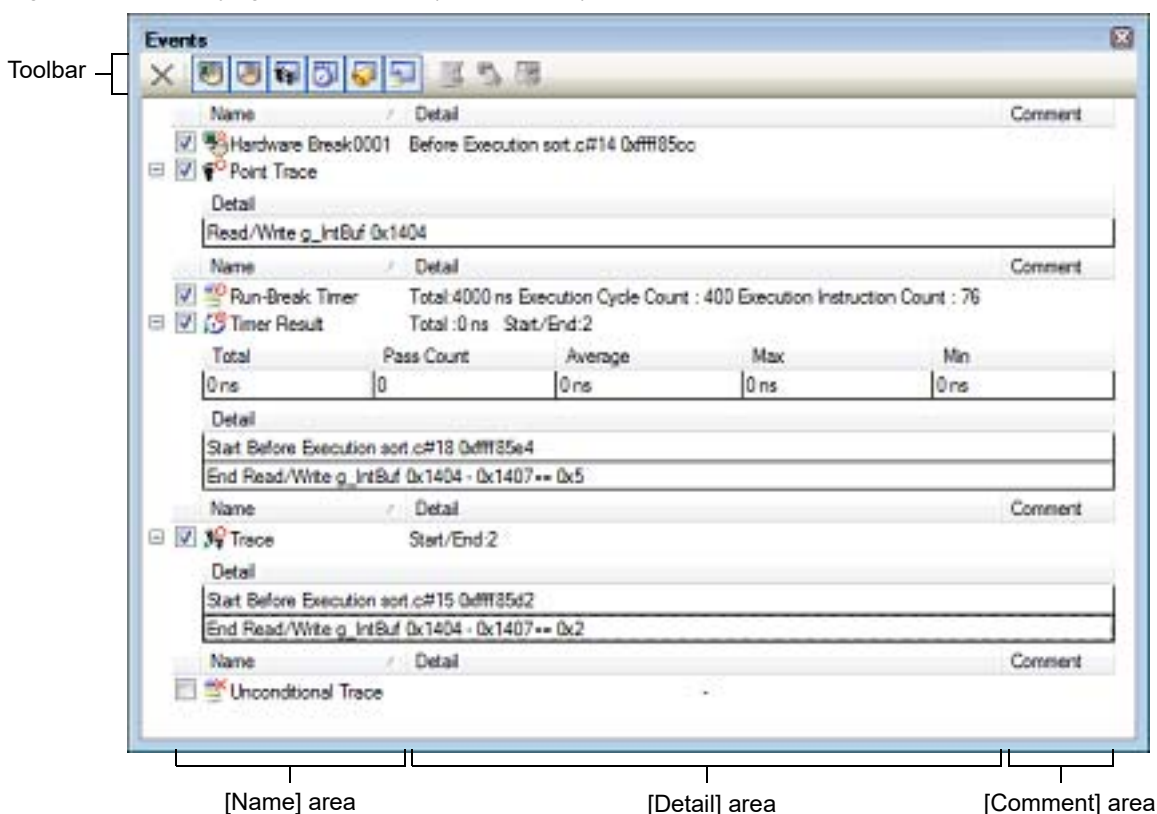 Events
Toolbar
Name / Detail Comment
Hardware Break0001 Before Execution sort.c#14 0xffff85cc
Point Trace
Detail
Read/Write g_IntBuf 0x1404
Name / Detail Comment
Run-Break Timer Total:4000 ns Execution Cycle Count : 400 Execution Instruction Count : 76
Timer Result Total :0 ns Start/End:2
Total Pass Count Average Max Min
0 ns 0 0 ns 0 ns 0 ns
Detail
Start Before Execution sort.c#18 0xffff85e4
End Read/Write g_IntBuf 0x1404 - 0x1407 == 0x5
Name / Detail Comment
Trace Start/End:2
Detail
Start Before Execution sort.c#15 0xffff85d2
End Read/Write g_IntBuf 0x1404 - 0x1407 == 0x2
Name / Detail Comment
Unconditional Trace -
[Name] area [Detail] area [Comment] area